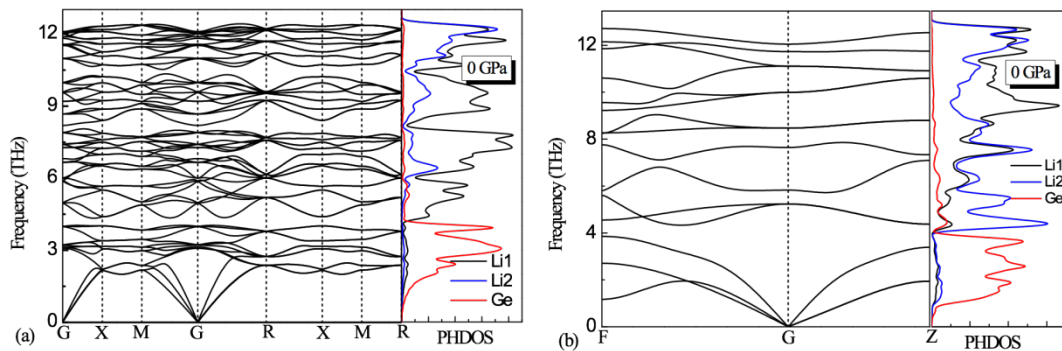 12
9
6
3
0
Frequency (THz)
G X M G R X M R
0 GPa
Li1
Li2
Ge
PHDOS
(a)
12
8
4
0
Frequency (THz)
F G Z
0 GPa
Li1
Li2
Ge
PHDOS
(b)